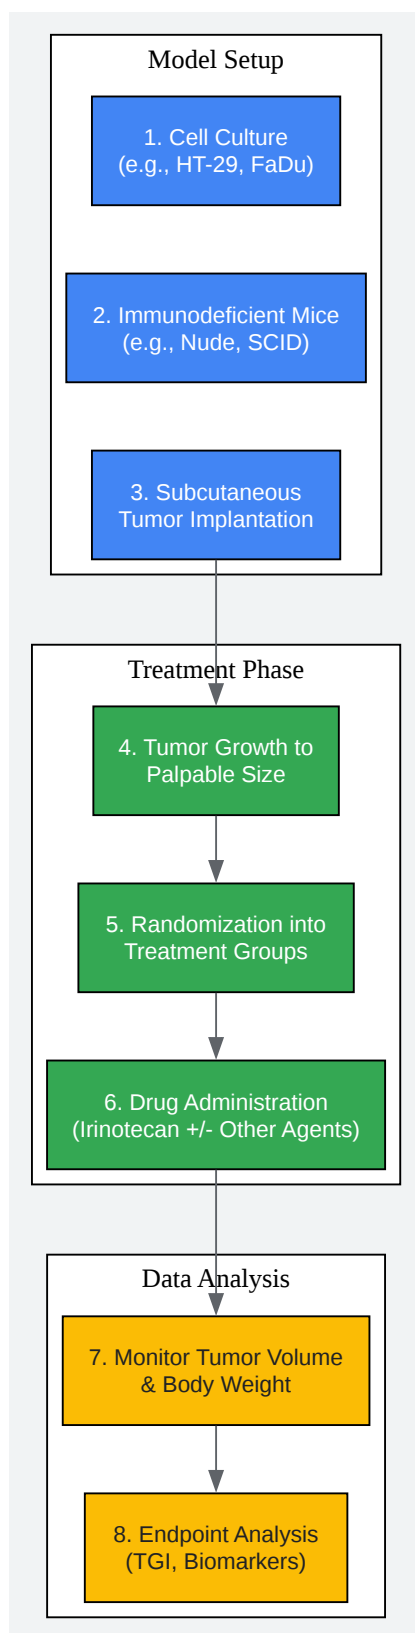 Model Setup
1. Cell Culture
(e.g., HT-29, FaDu)
2. Immunodeficient Mice
(e.g., Nude, SCID)
3. Subcutaneous
Tumor Implantation
Treatment Phase
4. Tumor Growth to
Palpable Size
5. Randomization into
Treatment Groups
6. Drug Administration
(Irinotecan +/- Other Agents)
Data Analysis
7. Monitor Tumor Volume
& Body Weight
8. Endpoint Analysis
(TGI, Biomarkers)